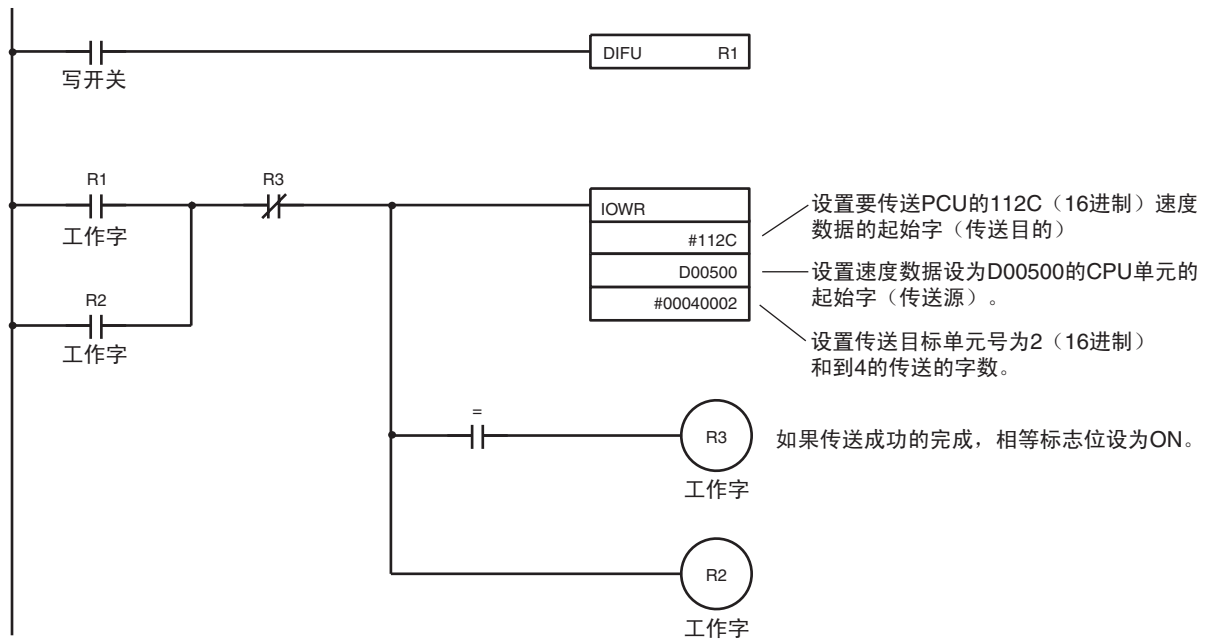 DIFU R1
写开关
R1
R3
工作字
IOWR
#112C
D00500
#00040002
设置要传送PCU的112C（16进制）速度
数据的起始字（传送目的）
设置速度数据设为D00500的CPU单元的
起始字（传送源）。
设置传送目标单元号为2（16进制）
和到4的传送的字数。
R2
工作字
=
R3
如果传送成功的完成，相等标志位设为ON。
工作字
R2
工作字